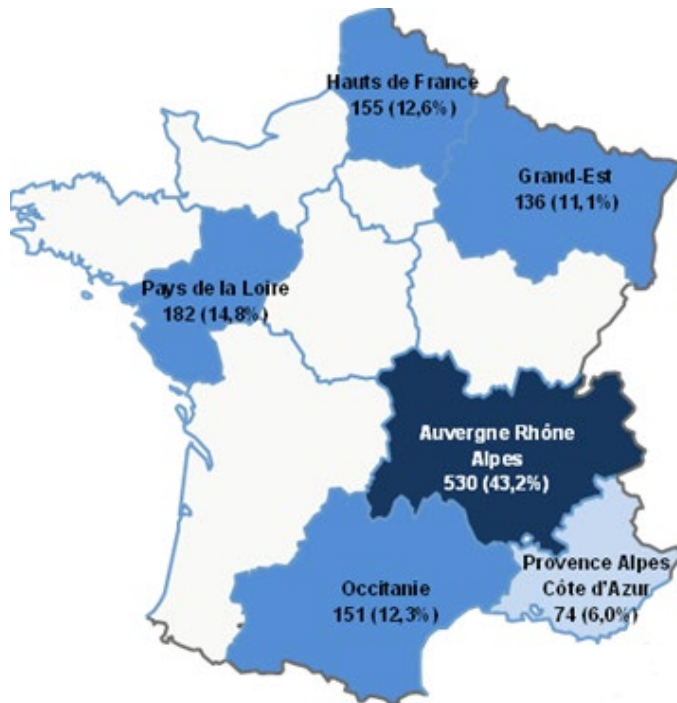 Hauts de France
155 (12,6%)
Grand-Est
136 (11,1%)
Pays de la Loire
182 (14,8%)
Auvergne Rhône
Alpes
530 (43,2%)
Provence Alpes
Côte d'Azur
74 (6,0%)
Occitanie
151 (12,3%)